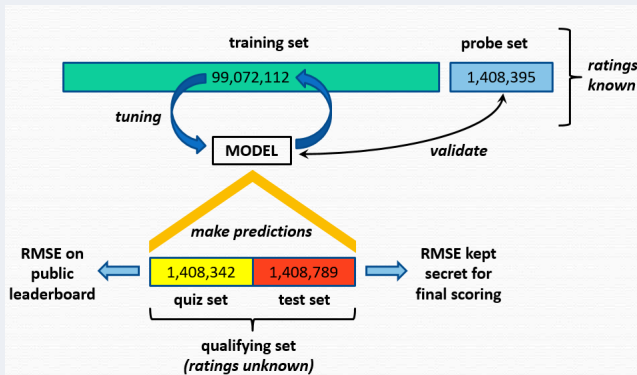 training set
probe set
99,072,112
1,408,395
ratings
known
tuning
MODEL
validate
make predictions
RMSE on
public
leaderboard
1,408,342
1,408,789
RMSE kept
secret for
final scoring
quiz set
test set
qualifying set
(ratings unknown)